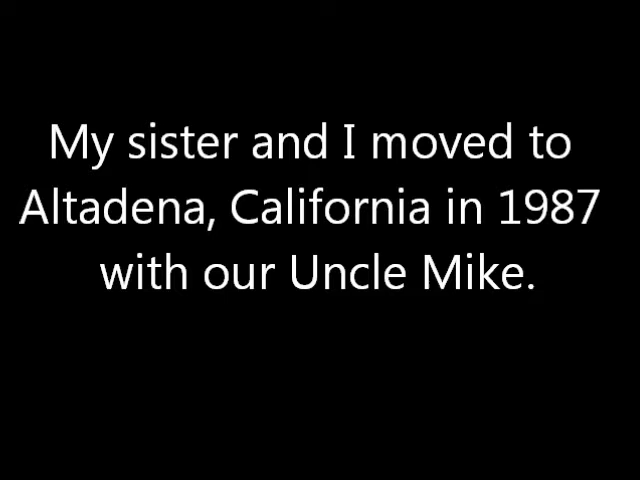 My sister and I moved to
Altadena, California in 1987
with our Uncle Mike.